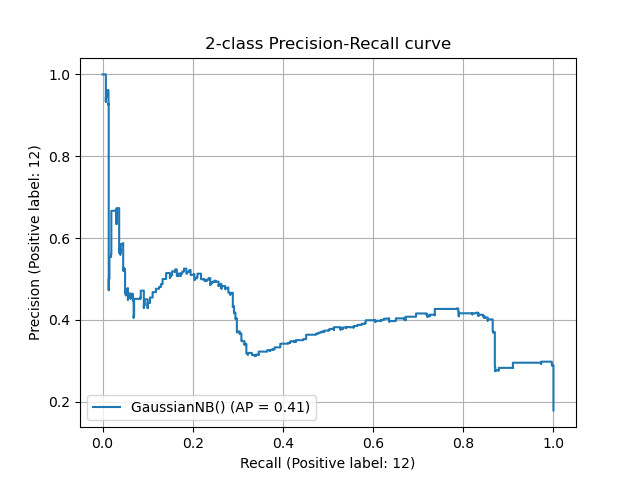 2-class Precision-Recall curve
Precision (Positive label: 12)
1.0
0.8
0.6
0.4
0.2
GaussianNB() (AP = 0.41)
0.0 0.2 0.4 0.6 0.8 1.0
Recall (Positive label: 12)